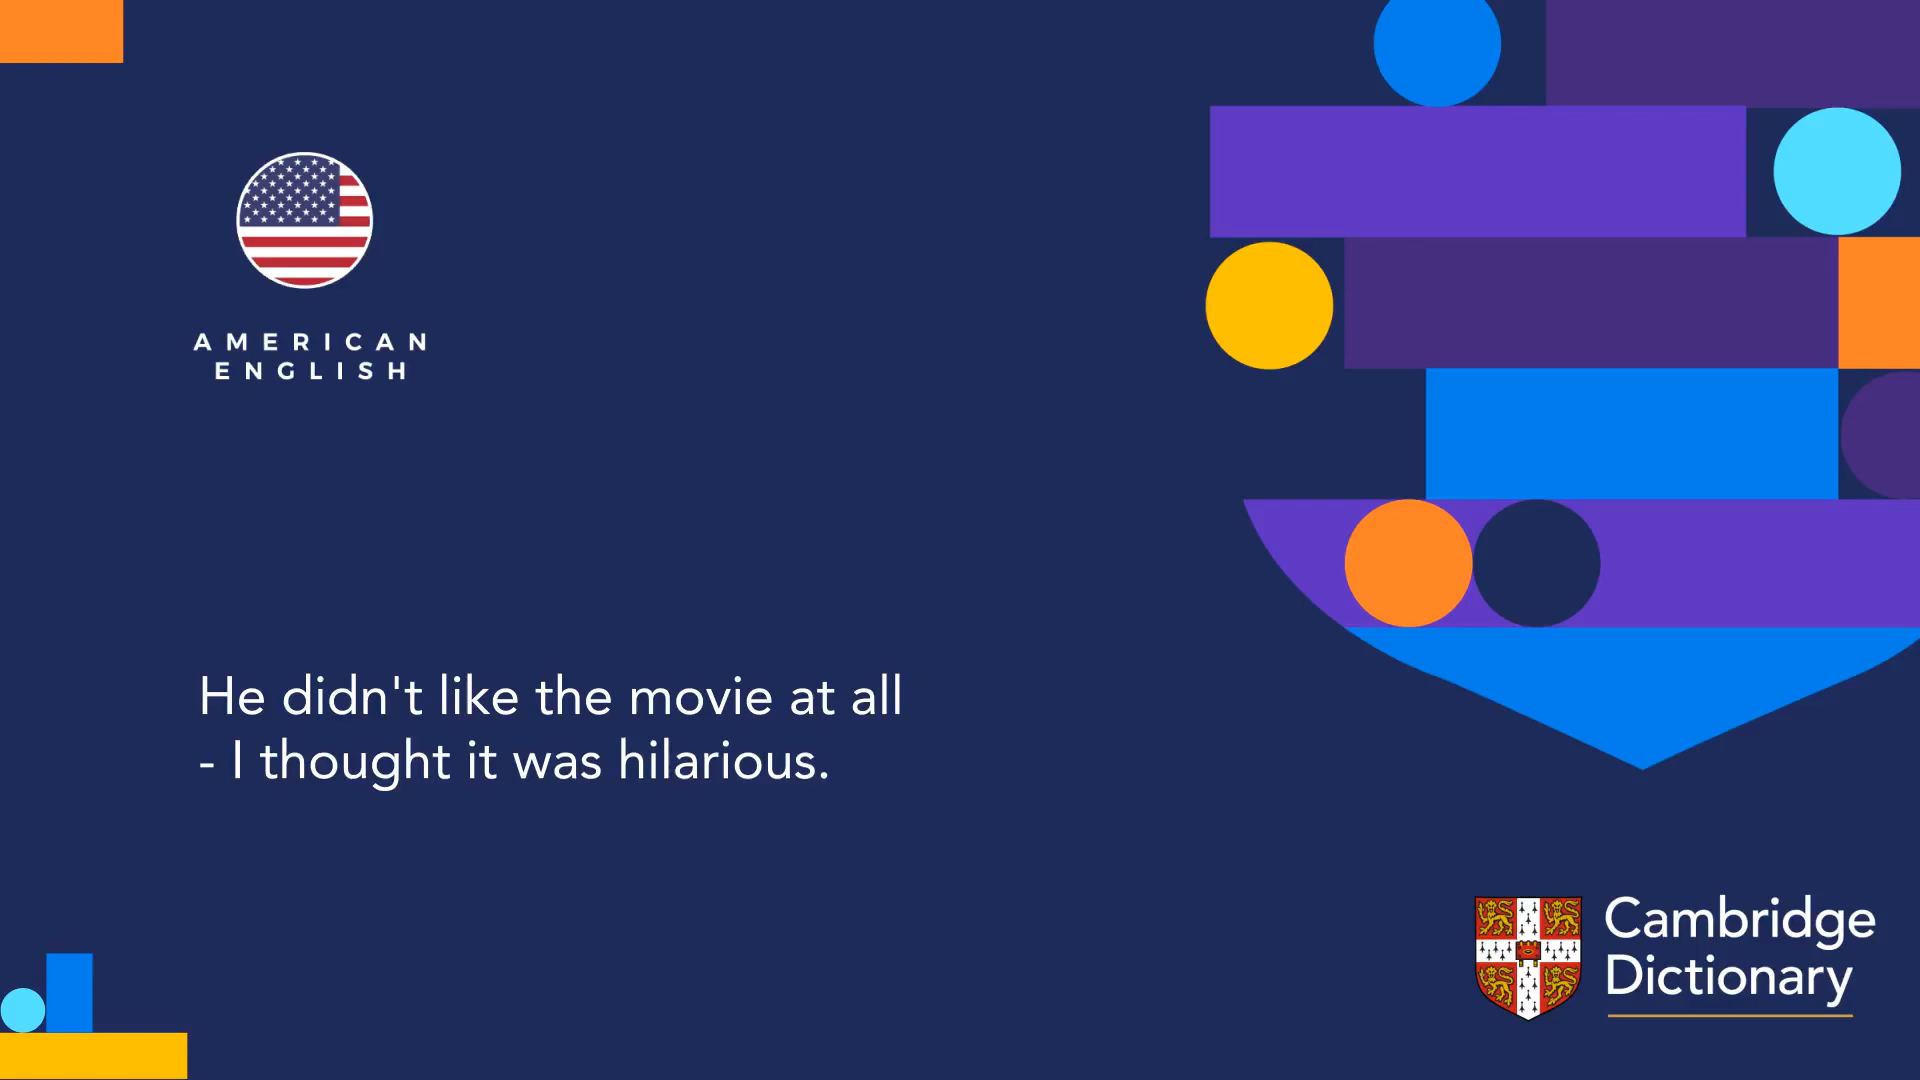 AMERICAN
ENGLISH
He didn't like the movie at all
- I thought it was hilarious.
Cambridge
Dictionary